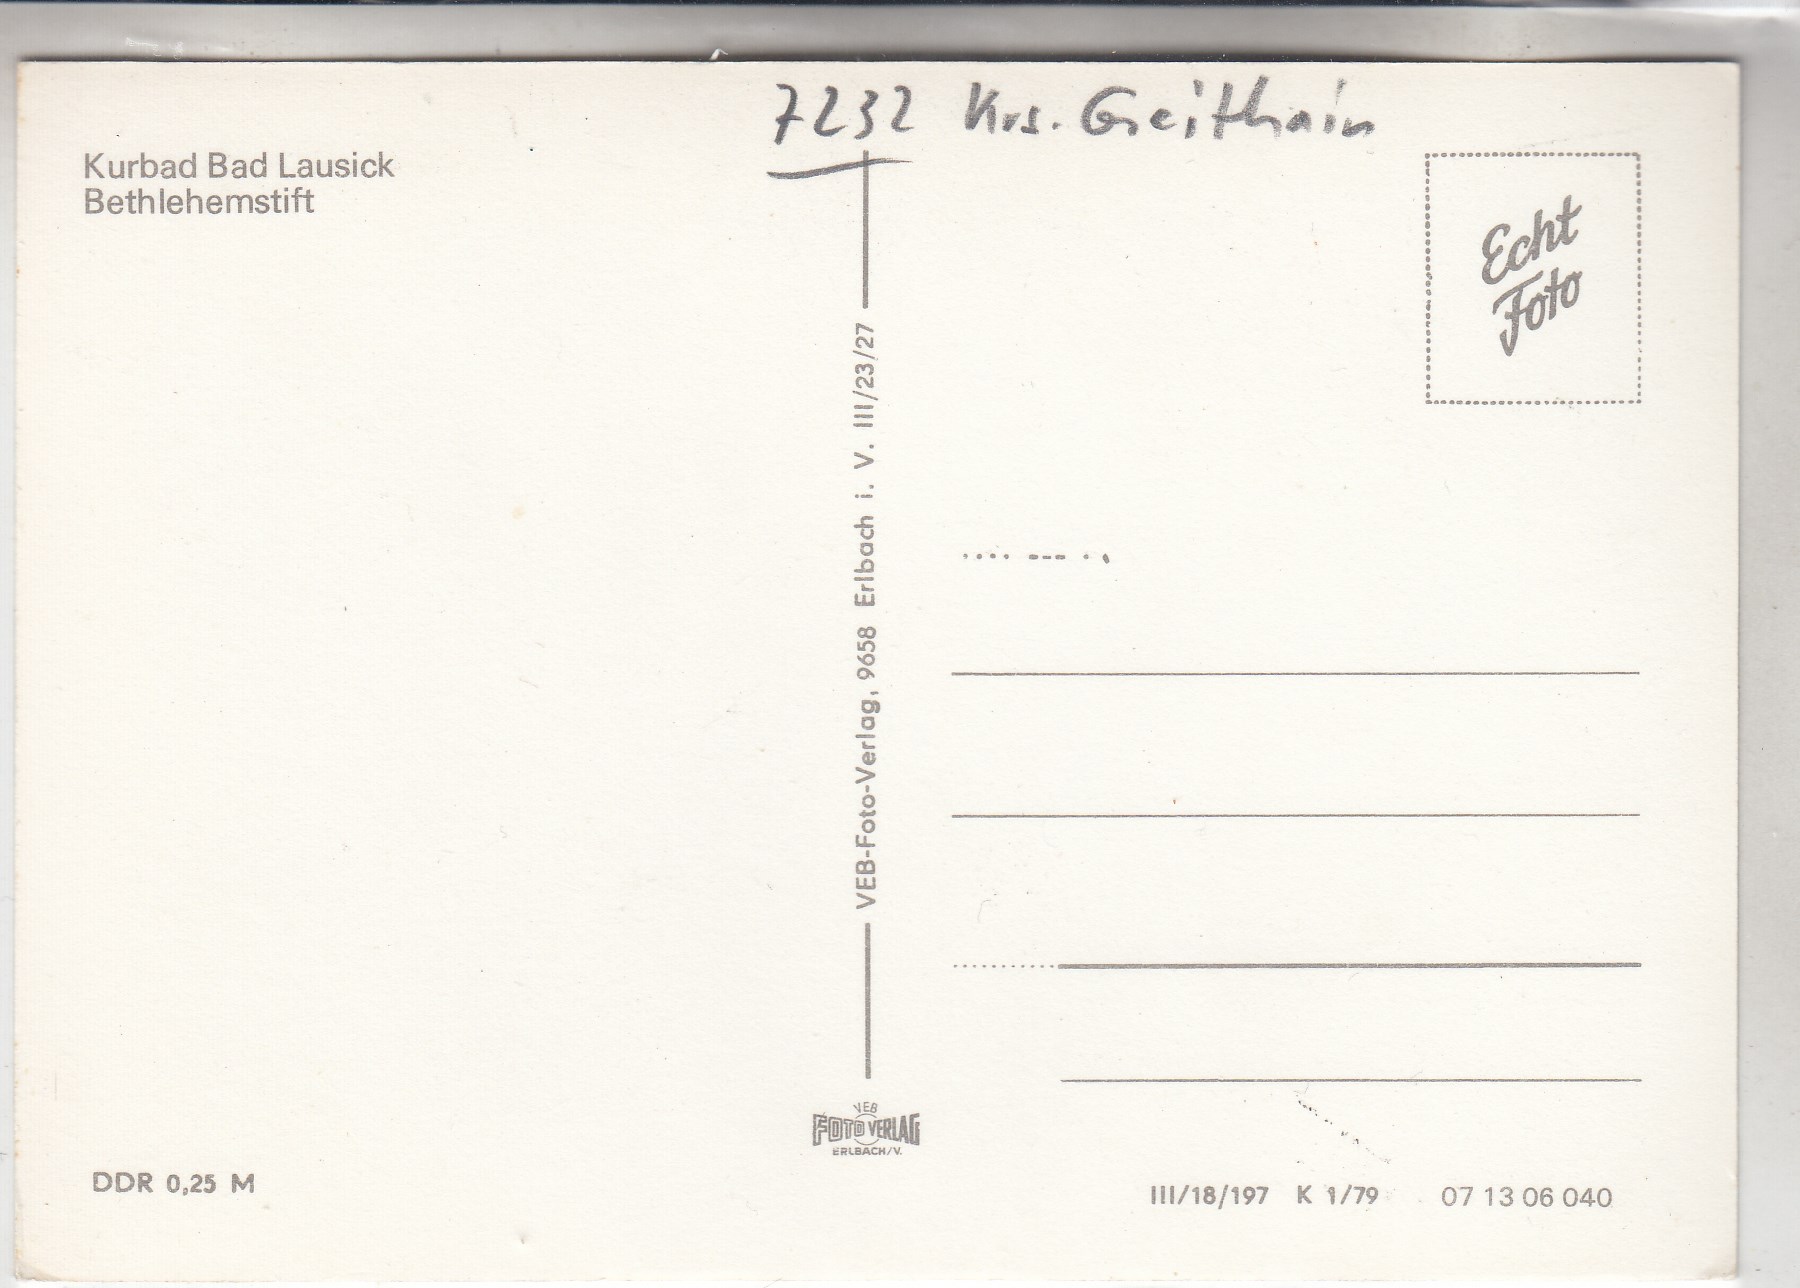 7232 Krs. Geithain
Kurbad Bad Lausick
Bethlehemstift
Echt
Foto
VEB-Foto-Verlag, 9658 Erlbach i. V. III/23/27
VEB
FOTO VERLAG
ERLBACH/V.
DDR 0,25 M
III/18/197 K 1/79 07 13 06 040